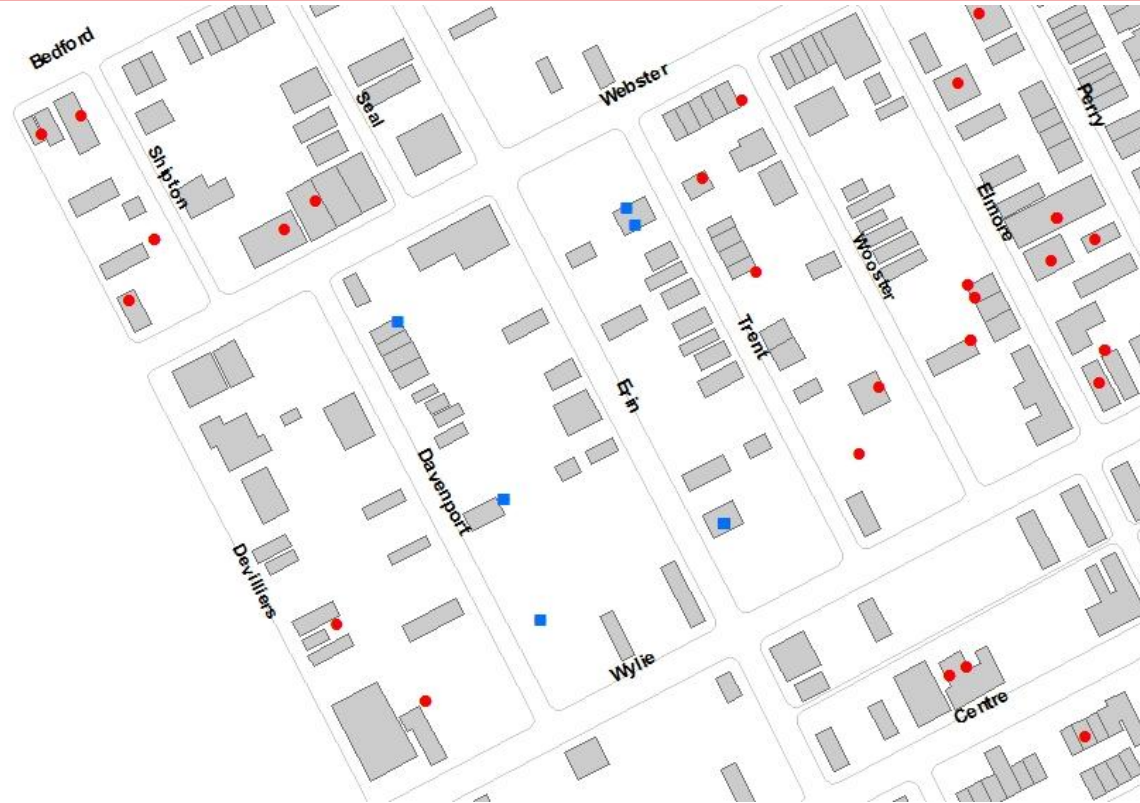 Bedford
Webster
Seal
Perry
Shipton
Elmore
Wooster
Trent
Erin
Davenport
Devilliers
Wylie
Centre